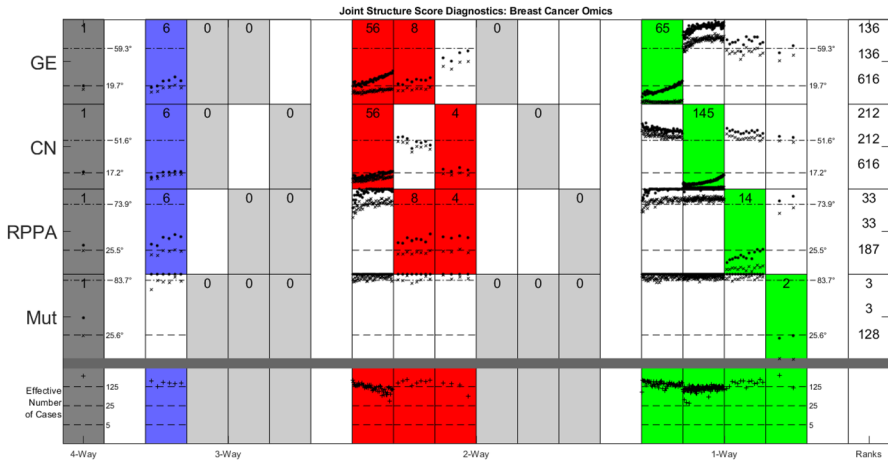 Joint Structure Score Diagnostics: Breast Cancer Omics
GE 1 6 0 0 56 8 0 65 59.3° 19.7° 59.3° 19.7° 136 136 616
CN 1 6 0 0 56 4 0 145 51.6° 17.2° 51.6° 17.2° 212 212 616
RPPA 1 6 0 0 8 4 0 14 73.9° 25.5° 73.9° 25.5° 33 33 187
Mut 1 0 0 0 0 0 0 2 83.7° 25.6° 83.7° 25.6° 3 3 128
Effective
Number
of Cases
125 125
25 25
5 5
4-Way 3-Way 2-Way 1-Way Ranks